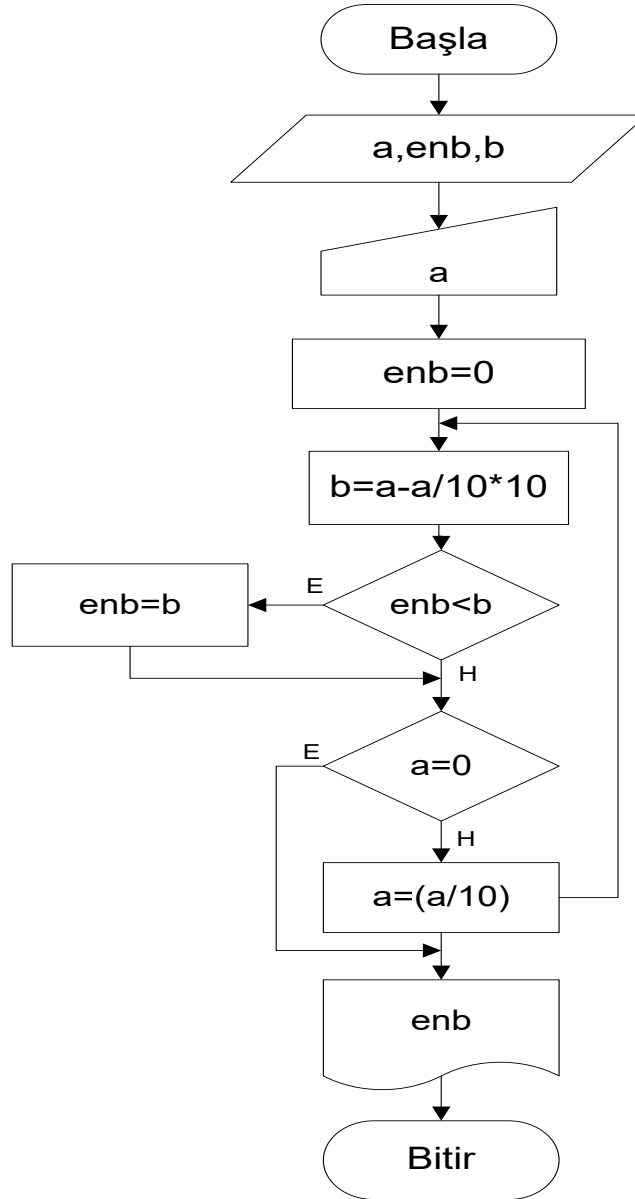 Başla
a,enb,b
a
enb=0
b=a-a/10*10
enb<b
E
enb=b
H
a=0
E
H
a=(a/10)
enb
Bitir